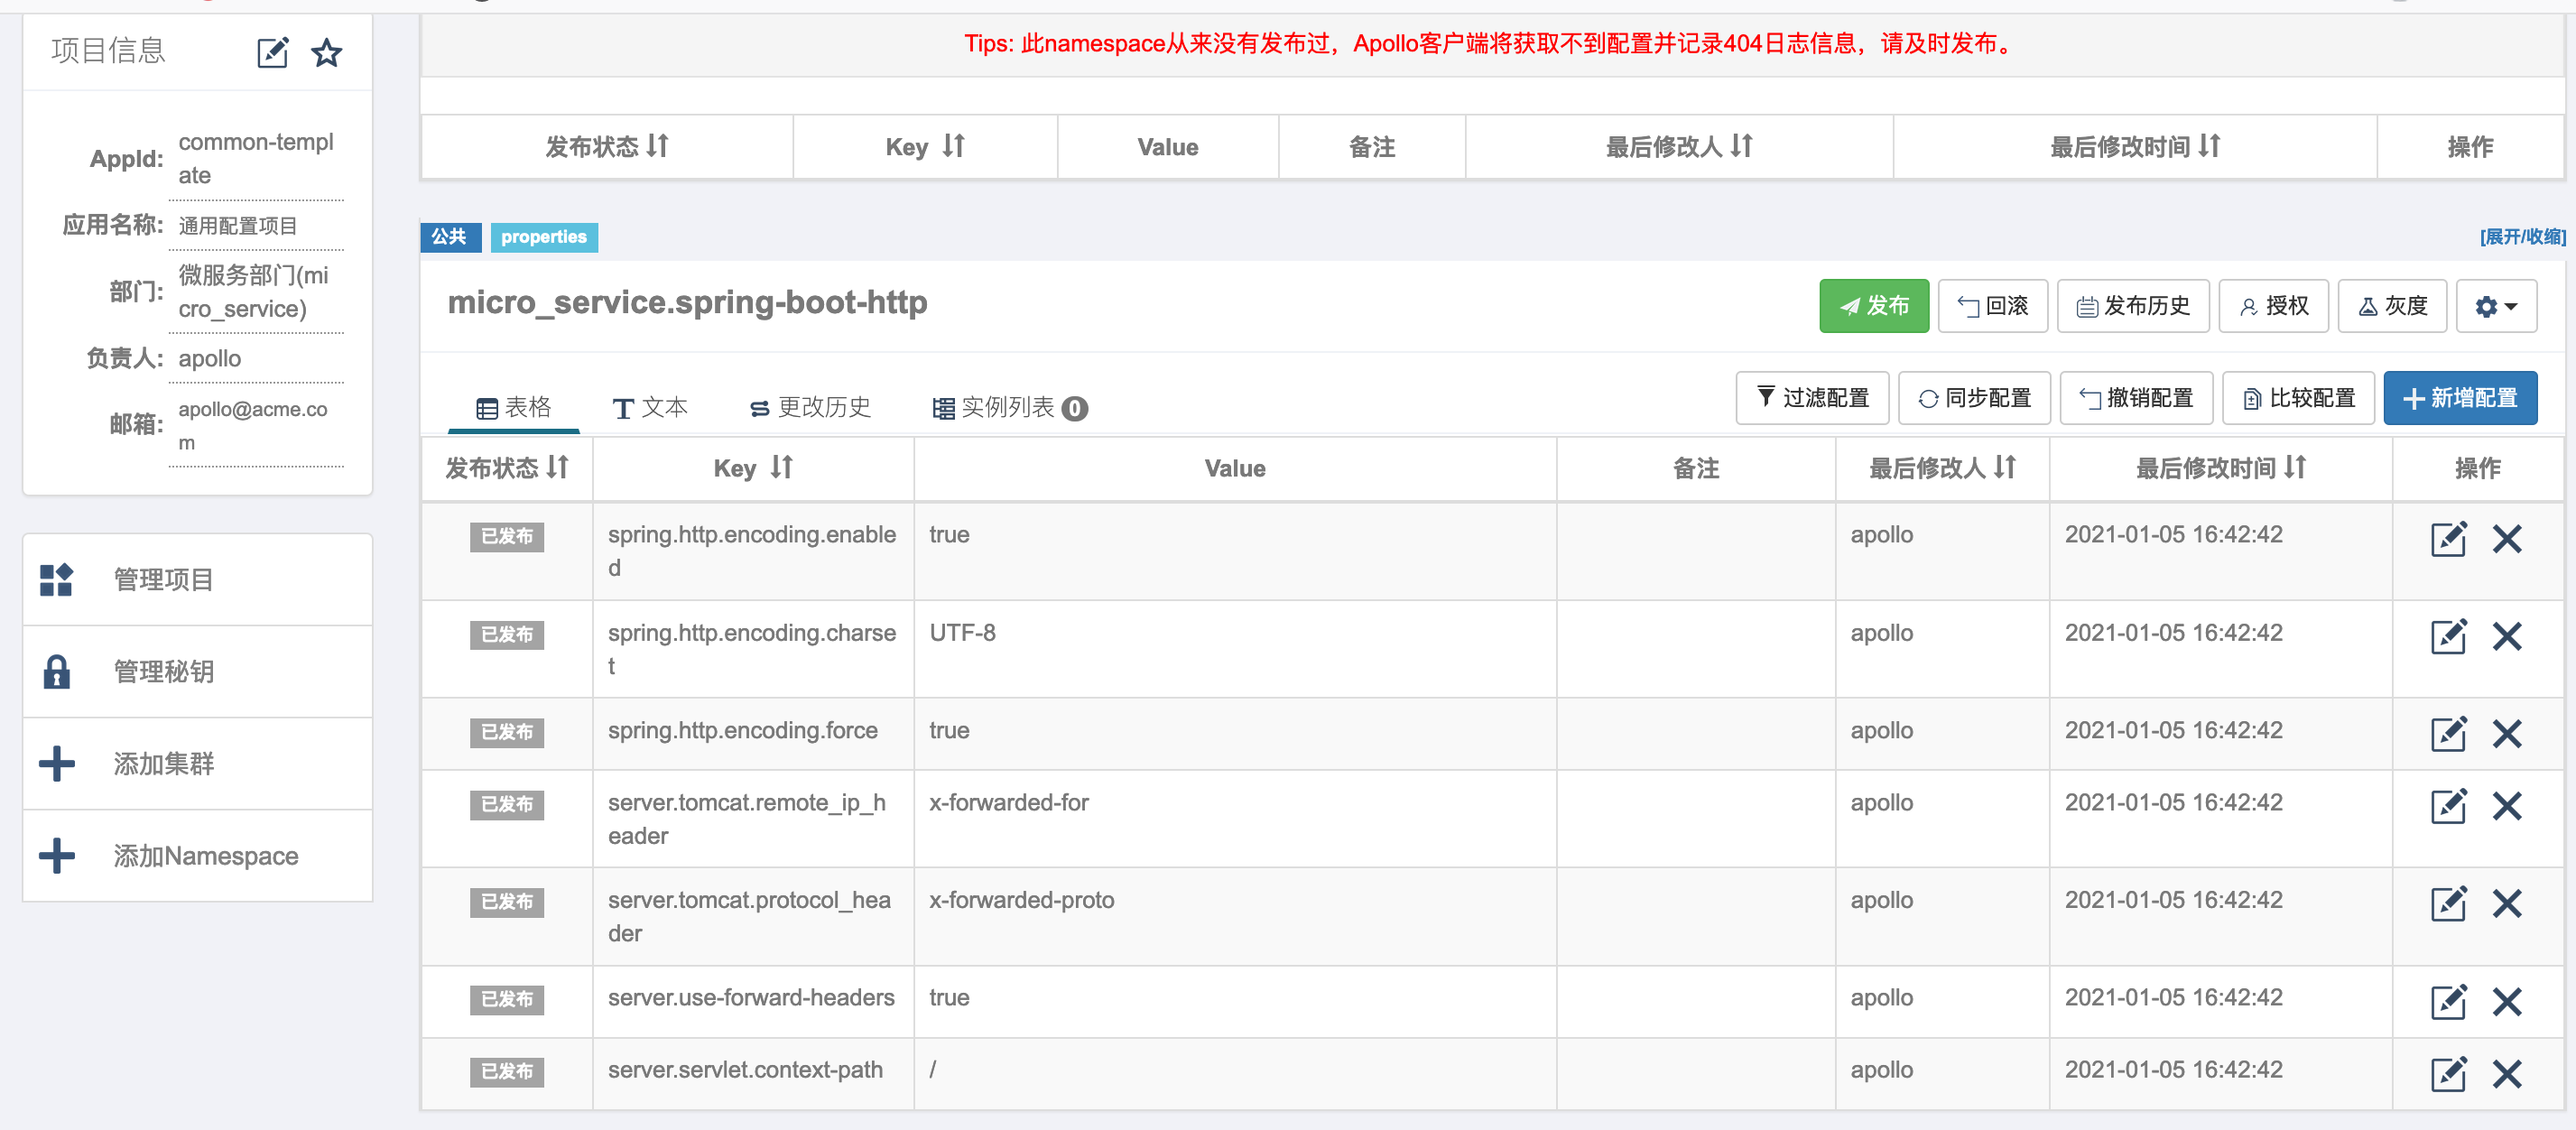 项目信息
AppId:
common-templ
ate
应用名称:
通用配置项目
部门:
微服务部门(mi
cro_service)
负责人:
apollo
邮箱:
apollo@acme.co
m
管理项目
管理秘钥
添加集群
添加Namespace
Tips: 此namespace从来没有发布过，Apollo客户端将获取不到配置并记录404日志信息，请及时发布。
发布状态 Key Value 备注 最后修改人 最后修改时间 操作
公共 properties [展开/收缩]
micro_service.spring-boot-http 发布 回滚 发布历史 授权 灰度
表格 文本 更改历史 实例列表 0 过滤配置 同步配置 撤销配置 比较配置 新增配置
发布状态 Key Value 备注 最后修改人 最后修改时间 操作
已发布 spring.http.encoding.enable true apollo 2021-01-05 16:42:42
d
已发布 spring.http.encoding.charse UTF-8 apollo 2021-01-05 16:42:42
t
已发布 spring.http.encoding.force true apollo 2021-01-05 16:42:42
已发布 server.tomcat.remote_ip_h x-forwarded-for apollo 2021-01-05 16:42:42
eader
已发布 server.tomcat.protocol_hea x-forwarded-proto apollo 2021-01-05 16:42:42
der
已发布 server.use-forward-headers true apollo 2021-01-05 16:42:42
已发布 server.servlet.context-path / apollo 2021-01-05 16:42:42